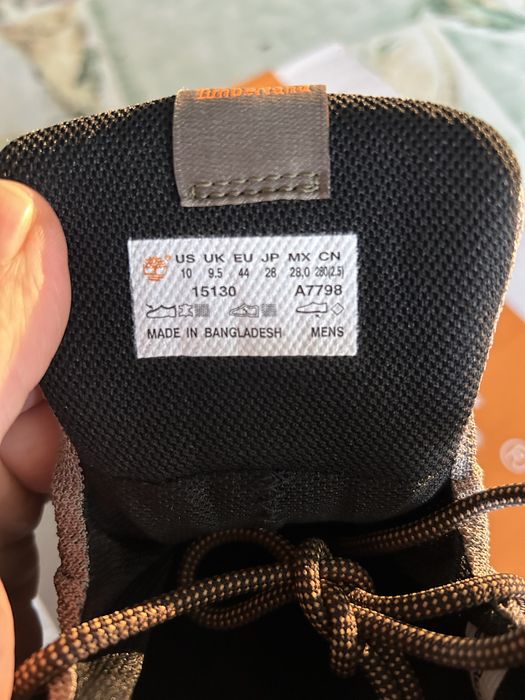 Timberland
US UK EU JP MX CN
10 9.5 44 28 28.0 280(2.5)
15130 A7798
MADE IN BANGLADESH MENS